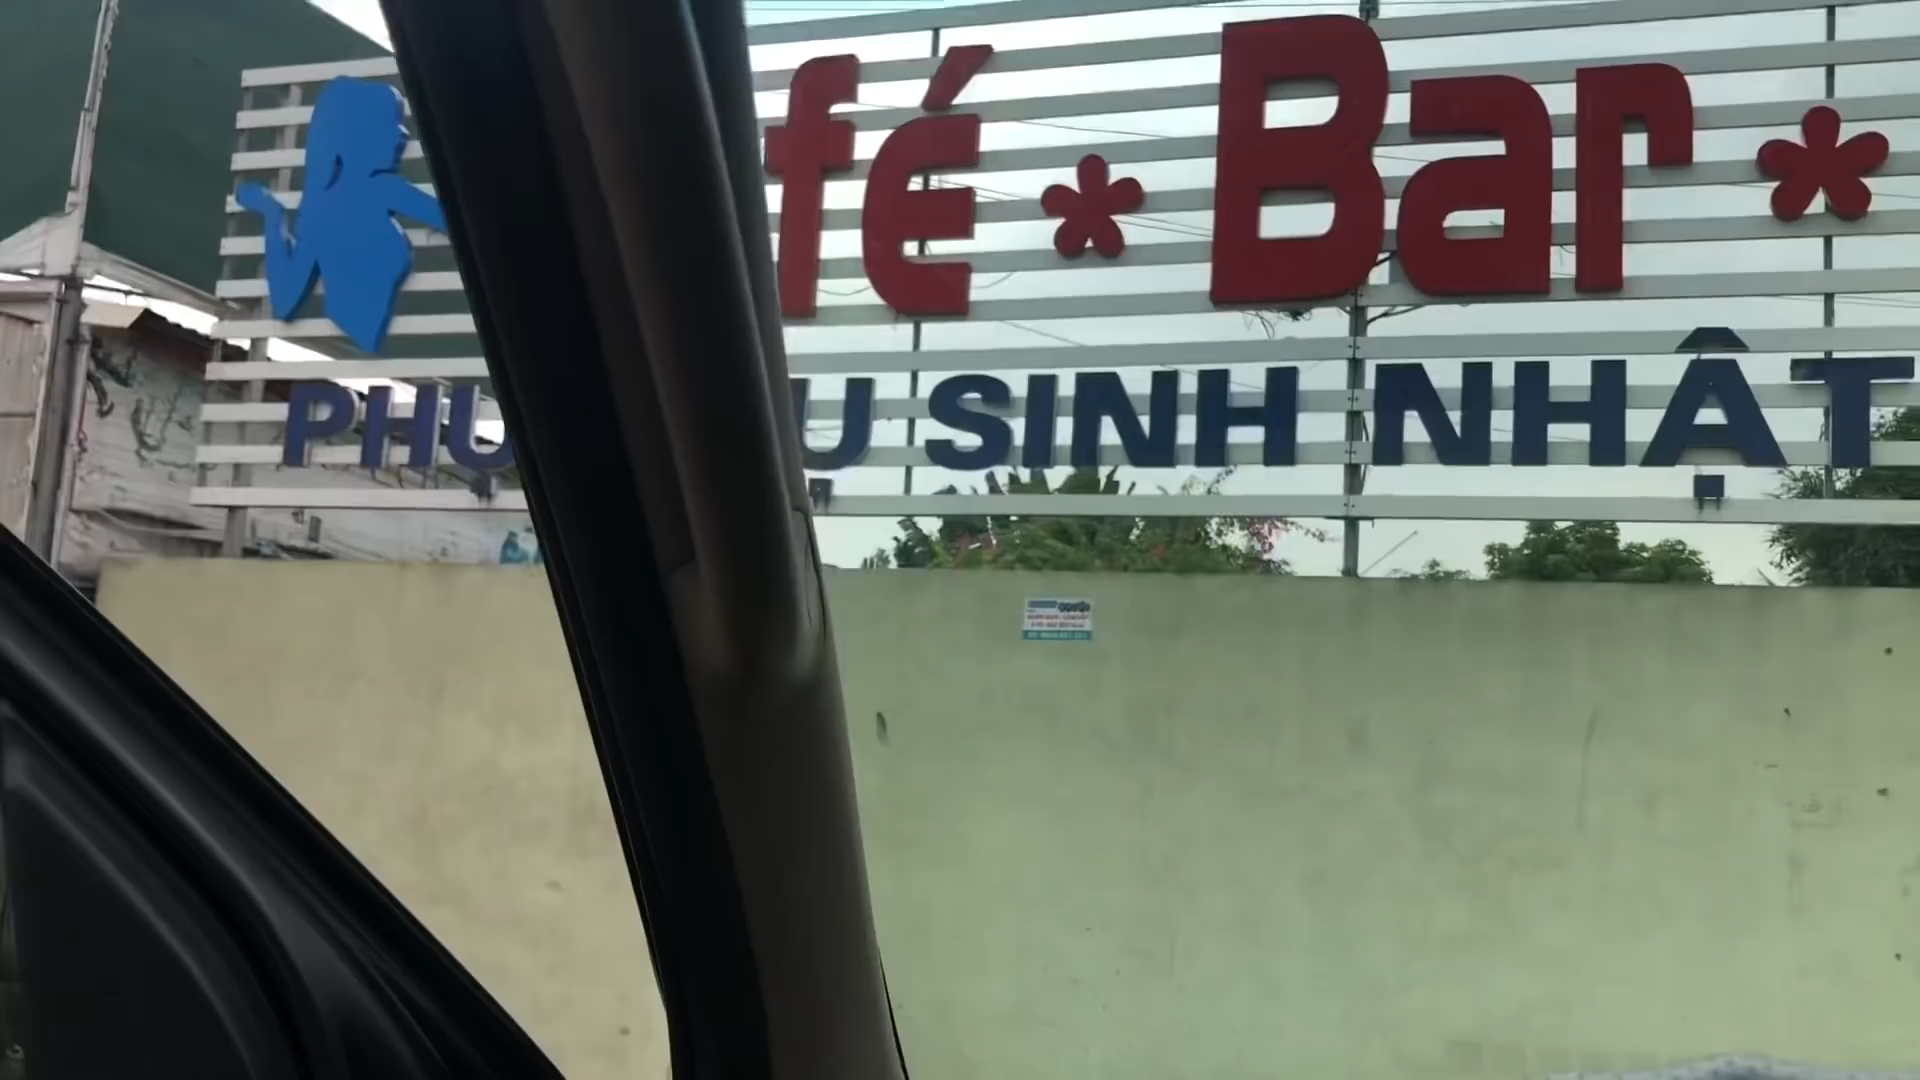 fé * Bar *
PHỤ Ụ SINH NHẬT